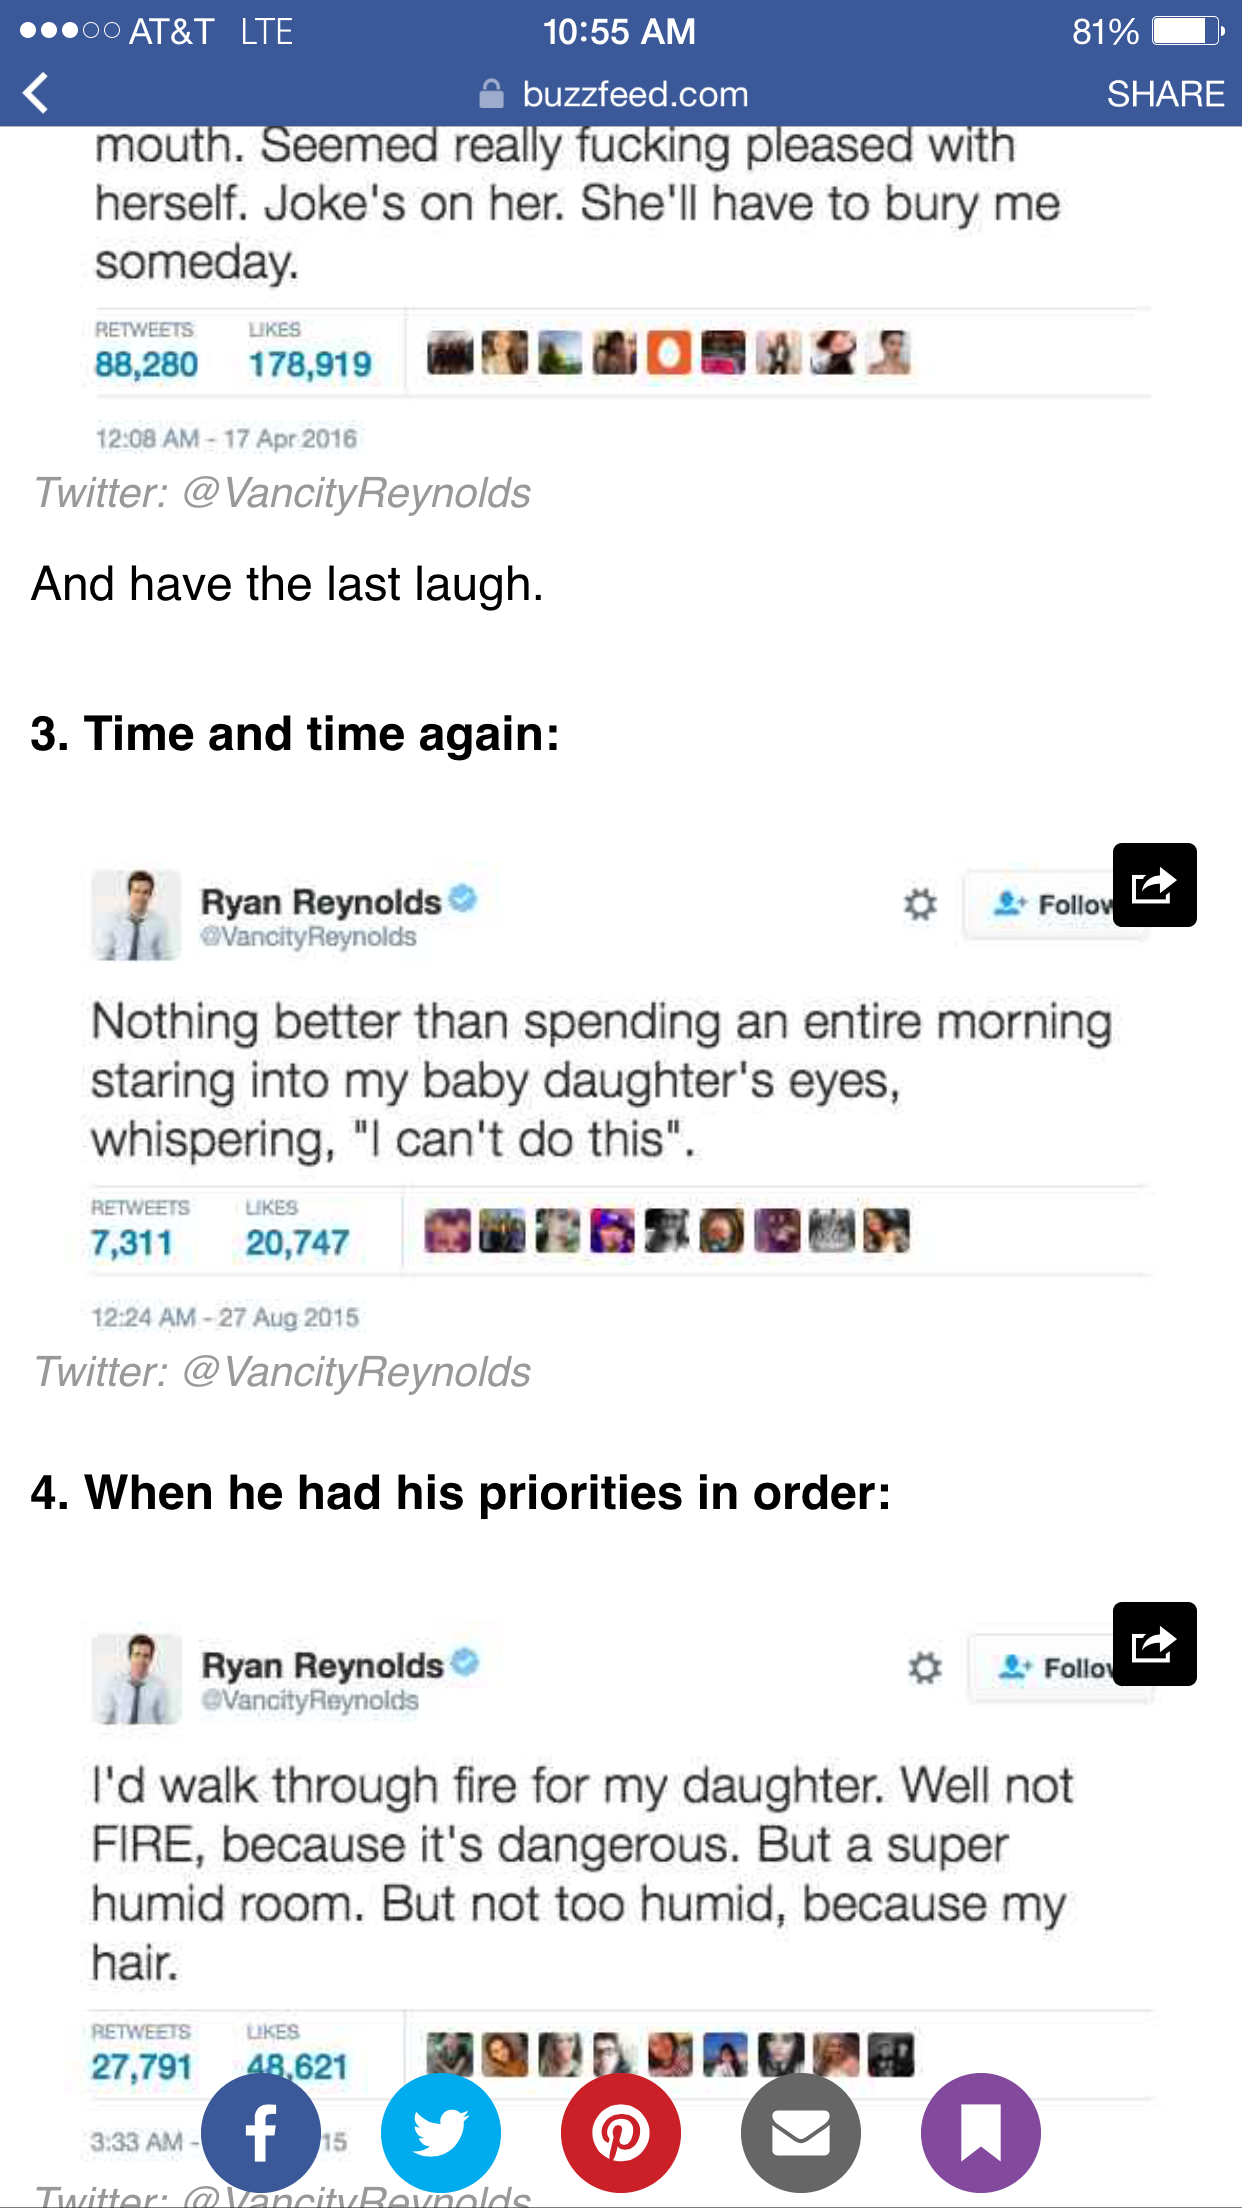 AT&T LTE 10:55 AM 81%
buzzfeed.com SHARE
mouth. Seemed really fucking pleased with
herself. Joke's on her. She'll have to bury me
someday.
RETWEETS LIKES
88,280 178,919
12:08 AM - 17 Apr 2016
Twitter: @VancityReynolds
And have the last laugh.
3. Time and time again:
Ryan Reynolds
@VancityReynolds
Follow
Nothing better than spending an entire morning
staring into my baby daughter's eyes,
whispering, "I can't do this".
RETWEETS LIKES
7,311 20,747
12:24 AM - 27 Aug 2015
Twitter: @VancityReynolds
4. When he had his priorities in order:
Ryan Reynolds
@VancityReynolds
Follow
I'd walk through fire for my daughter. Well not
FIRE, because it's dangerous. But a super
humid room. But not too humid, because my
hair.
RETWEETS LIKES
27,791 48,621
3:33 AM - 15
Twitter: @VancityReynolds